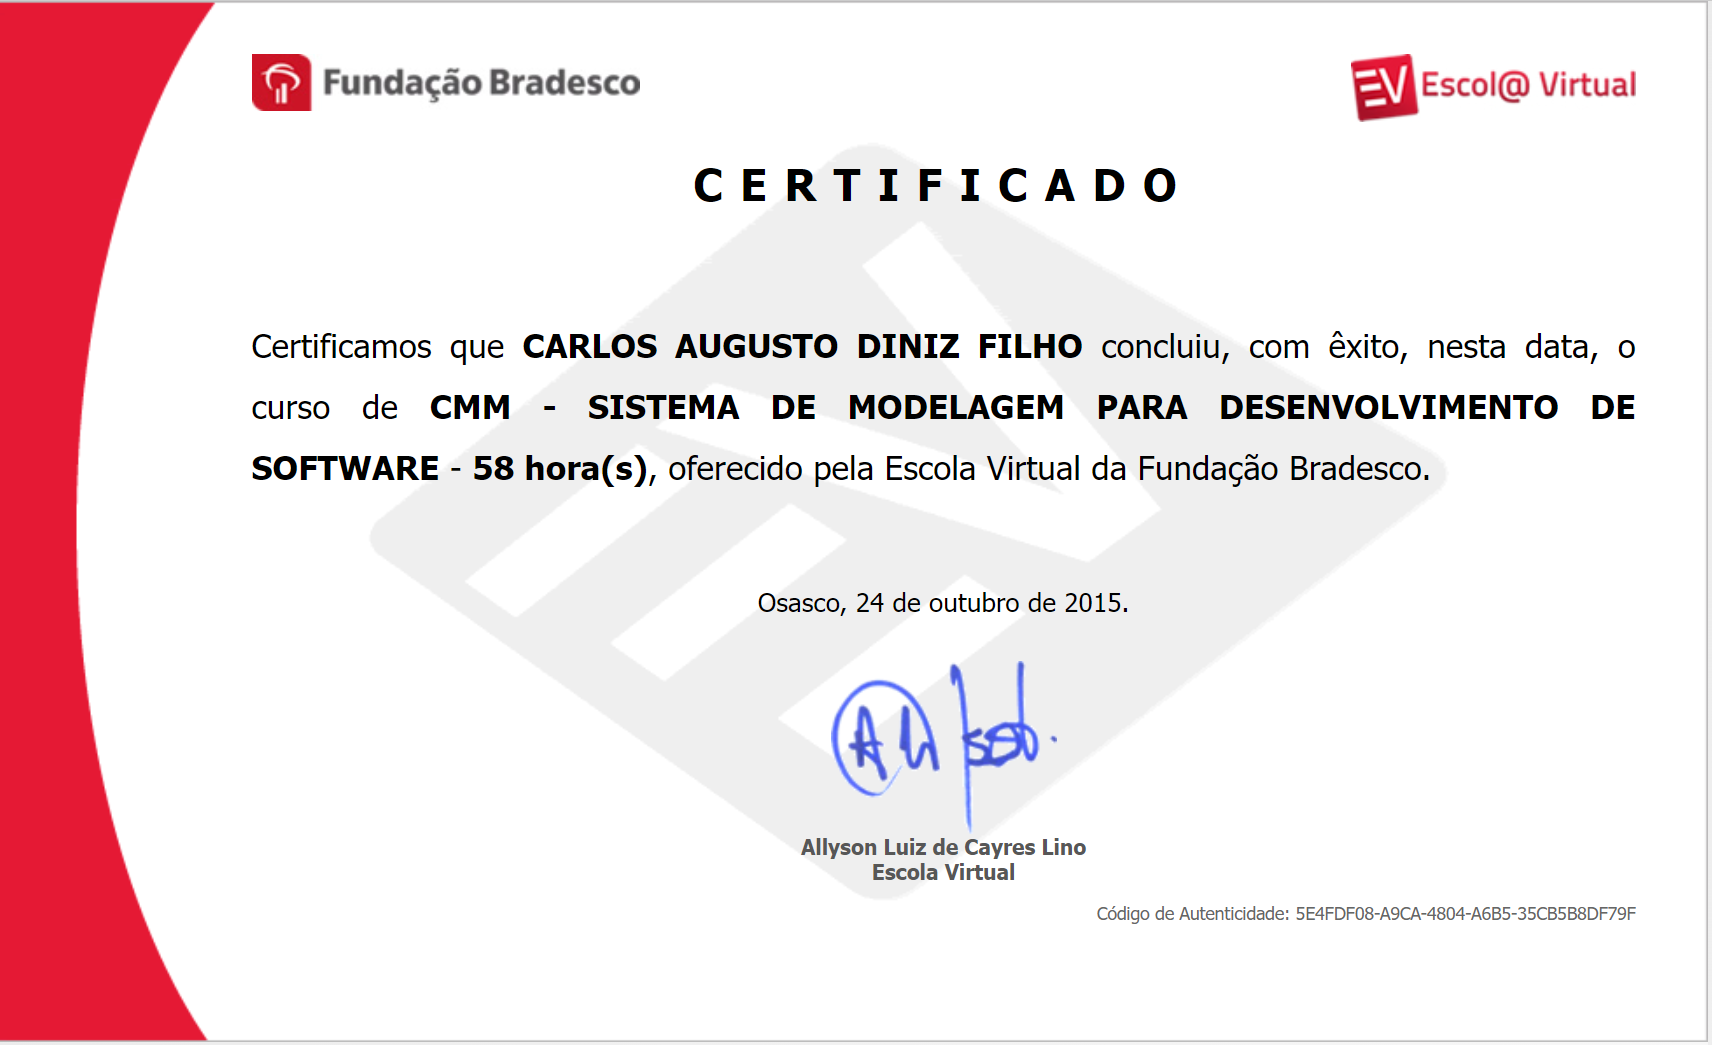 Fundação Bradesco
EV Escol@ Virtual
CERTIFICADO
Certificamos que CARLOS AUGUSTO DINIZ FILHO concluiu, com êxito, nesta data, o
curso de CMM - SISTEMA DE MODELAGEM PARA DESENVOLVIMENTO DE
SOFTWARE - 58 hora(s), oferecido pela Escola Virtual da Fundação Bradesco.
Osasco, 24 de outubro de 2015.
Allyson Luiz de Cayres Lino
Escola Virtual
Código de Autenticidade: 5E4FDF08-A9CA-4804-A6B5-35CB5B8DF79F